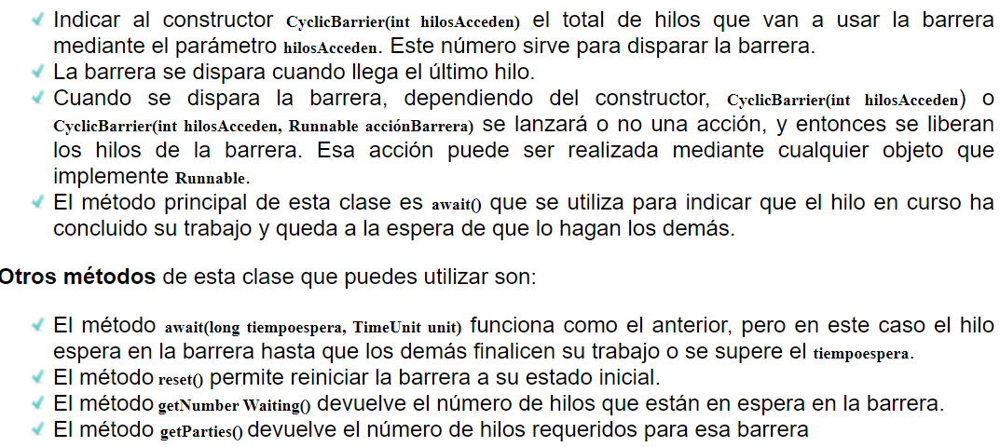 Indicar al constructor CyclicBarrier(int hilosAcceden) el total de hilos que van a usar la barrera
mediante el parámetro hilosAcceden. Este número sirve para disparar la barrera.
La barrera se dispara cuando llega el último hilo.
Cuando se dispara la barrera, dependiendo del constructor, CyclicBarrier(int hilosAcceden) o
CyclicBarrier(int hilosAcceden, Runnable acciónBarrera) se lanzará o no una acción, y entonces se liberan
los hilos de la barrera. Esa acción puede ser realizada mediante cualquier objeto que
implemente Runnable.
El método principal de esta clase es await() que se utiliza para indicar que el hilo en curso ha
concluido su trabajo y queda a la espera de que lo hagan los demás.
Otros métodos de esta clase que puedes utilizar son:
El método await(long tiempoespera, TimeUnit unit) funciona como el anterior, pero en este caso el hilo
espera en la barrera hasta que los demás finalicen su trabajo o se supere el tiempoespera.
El método reset() permite reiniciar la barrera a su estado inicial.
El método getNumber Waiting() devuelve el número de hilos que están en espera en la barrera.
El método getParties() devuelve el número de hilos requeridos para esa barrera